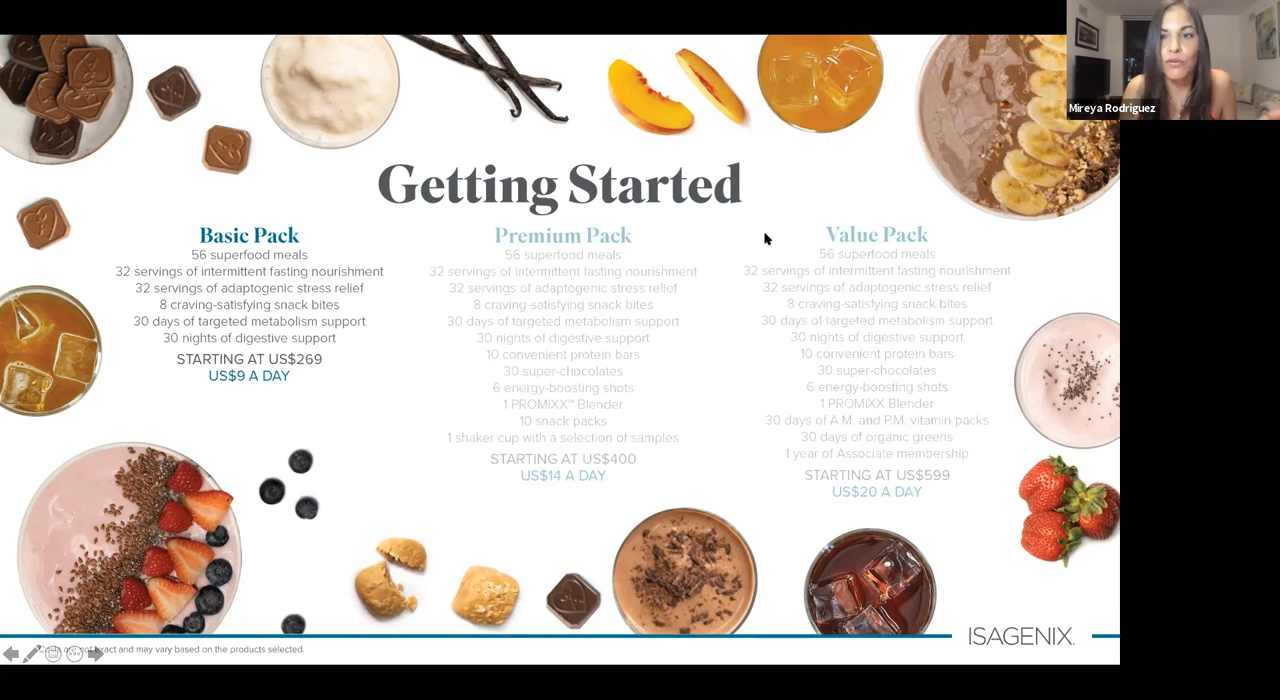 Mireya Rodriguez
Getting Started
Basic Pack
56 superfood meals
32 servings of intermittent fasting nourishment
32 servings of adaptogenic stress relief
8 craving-satisfying snack bites
30 days of targeted metabolism support
30 nights of digestive support
STARTING AT US$269
US$9 A DAY
Premium Pack
56 superfood meals
32 servings of intermittent fasting nourishment
32 servings of adaptogenic stress relief
8 craving-satisfying snack bites
30 days of targeted metabolism support
30 nights of digestive support
10 convenient protein bars
30 super-chocolates
6 energy-boosting shots
1 PROMiXX™ Blender
10 snack packs
1 shaker cup with a selection of samples
STARTING AT US$400
US$14 A DAY
Value Pack
56 superfood meals
32 servings of intermittent fasting nourishment
32 servings of adaptogenic stress relief
8 craving-satisfying snack bites
30 days of targeted metabolism support
30 nights of digestive support
10 convenient protein bars
30 super-chocolates
6 energy-boosting shots
1 PROMiXX Blender
30 days of A.M. and P.M. vitamin packs
30 days of organic greens
1 year of Associate membership
STARTING AT US$599
US$20 A DAY
ISAGENIX.
exact and may vary based on the products selected.